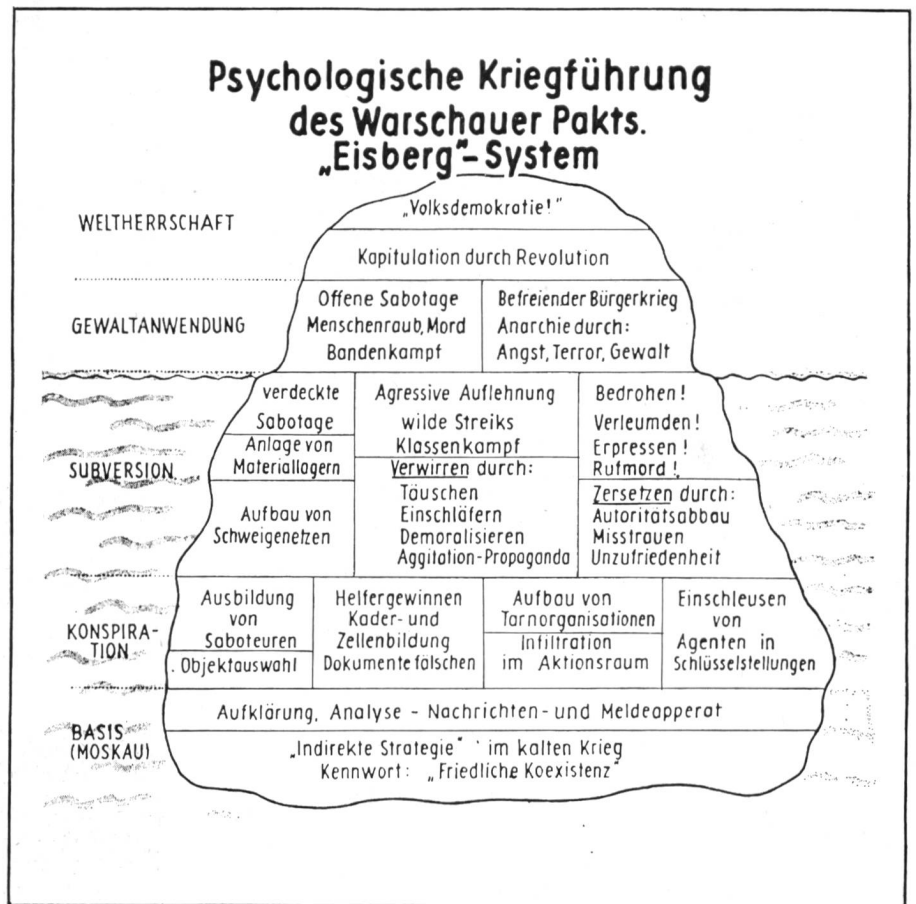 Psychologische Kriegführung
des Warschauer Pakts.
„Eisberg"-System
WELTHERRSCHAFT
„Volksdemokratie!"
Kapitulation durch Revolution
GEWALTANWENDUNG
Offene Sabotage
Menschenraub, Mord
Bandenkampf
Befreiender Bürgerkrieg
Anarchie durch:
Angst, Terror, Gewalt
SUBVERSION
verdeckte
Sabotage
Anlage von
Materiallagern
Aufbau von
Schweigenetzen
Agressive Auflehnung
wilde Streiks
Klassenkampf
Verwirren durch:
Täuschen
Einschläfern
Demoralisieren
Aggitation-Propaganda
Bedrohen!
Verleumden!
Erpressen!
Rufmord!
Zersetzen durch:
Autoritätsabbau
Misstrauen
Unzufriedenheit
KONSPIRA-
TION
Ausbildung
von
Saboteuren
Objektauswahl
Helfergewinnen
Kader- und
Zellenbildung
Dokumente fälschen
Aufbau von
Tarnorganisationen
Infiltration
im Aktionsraum
Einschleusen
von
Agenten in
Schlüsselstellungen
BASIS
(MOSKAU)
Aufklärung, Analyse - Nachrichten- und Meldeapperat
„Indirekte Strategie" im kalten Krieg
Kennwort: „Friedliche Koexistenz"